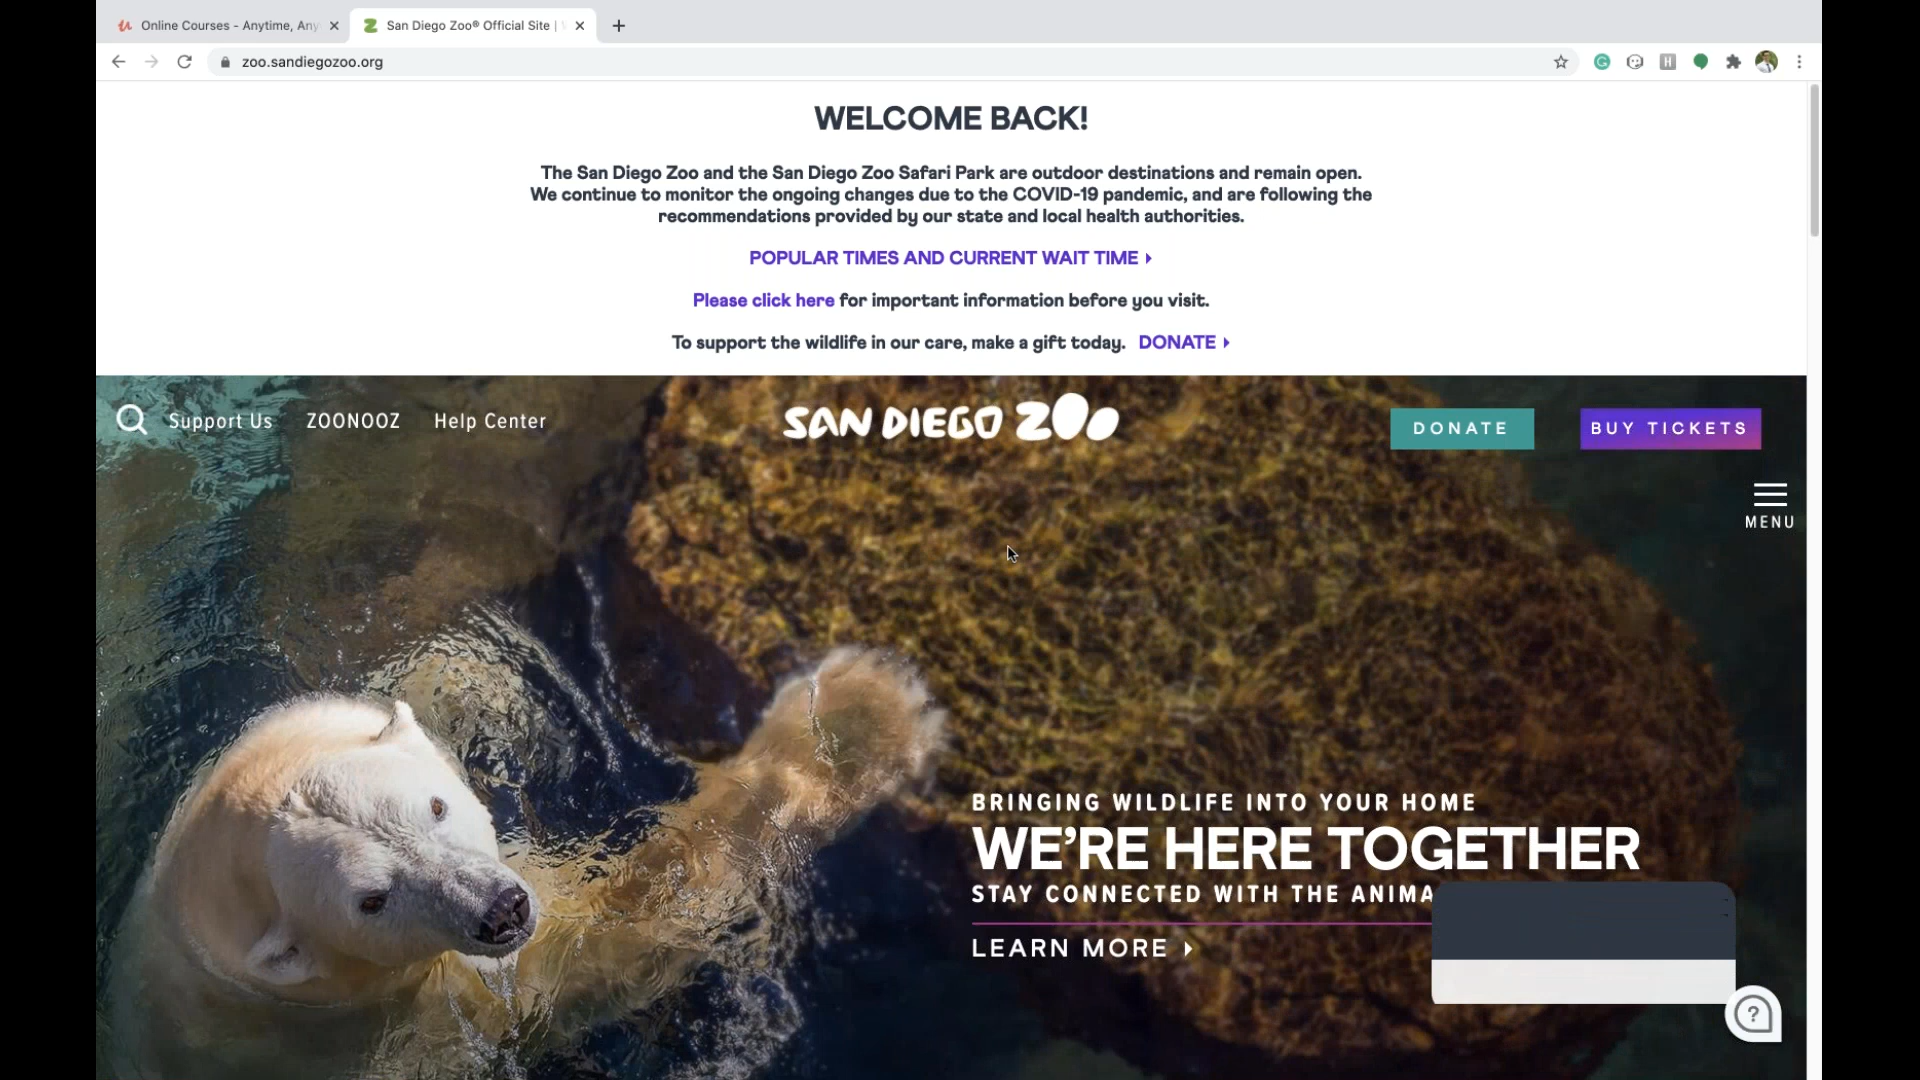 Online Courses - Anytime, Any
San Diego Zoo® Official Site |
zoo.sandiegozoo.org
WELCOME BACK!
The San Diego Zoo and the San Diego Zoo Safari Park are outdoor destinations and remain open.
We continue to monitor the ongoing changes due to the COVID-19 pandemic, and are following the
recommendations provided by our state and local health authorities.
POPULAR TIMES AND CURRENT WAIT TIME
Please click here for important information before you visit.
To support the wildlife in our care, make a gift today. DONATE
Support Us ZOONOOZ Help Center SAN DIEGO ZOO DONATE BUY TICKETS
MENU
BRINGING WILDLIFE INTO YOUR HOME
WE’RE HERE TOGETHER
STAY CONNECTED WITH THE ANIMA
LEARN MORE
?